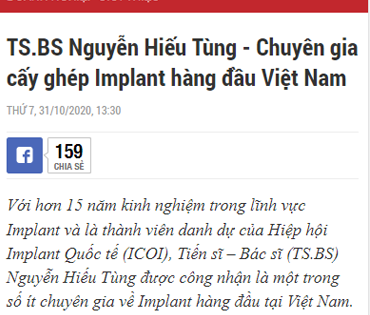 TS.BS Nguyễn Hiếu Tùng - Chuyên gia
cấy ghép Implant hàng đầu Việt Nam
THỨ 7, 31/10/2020, 13:30
159
CHIA SẺ
Với hơn 15 năm kinh nghiệm trong lĩnh vực
Implant và là thành viên danh dự của Hiệp hội
Implant Quốc tế (ICOI), Tiến sĩ – Bác sĩ (TS.BS)
Nguyễn Hiếu Tùng được công nhận là một trong
số ít chuyên gia về Implant hàng đầu tại Việt Nam.